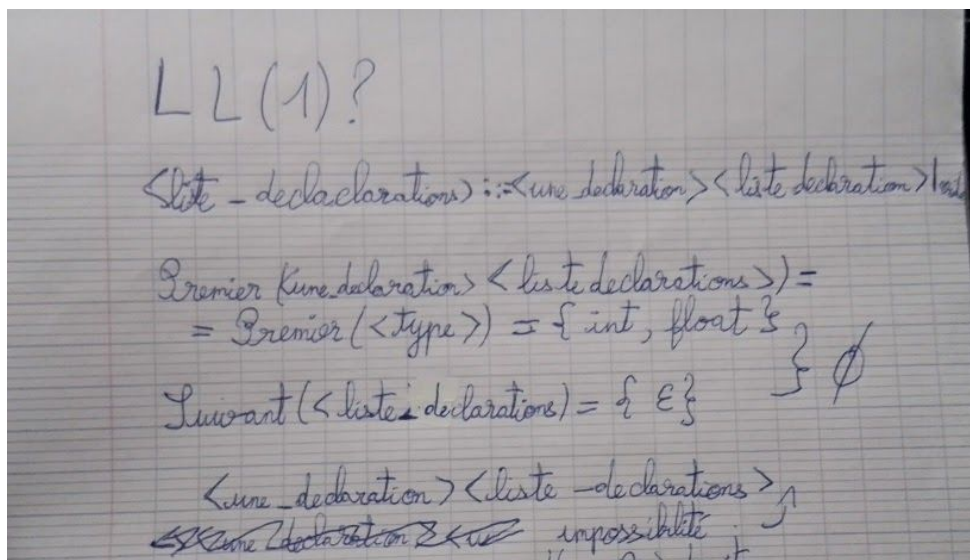 LL(1)?
<liste_declaclarations> ::= <une_declaration><liste declaration>|
Premier(<une_declaration> <liste declarations>) =
= Premier(<type>) = { int, float }
} ∅
Suivant(<liste_declarations) = { ε }
<une_declaration><liste_declarations>
impossibilité